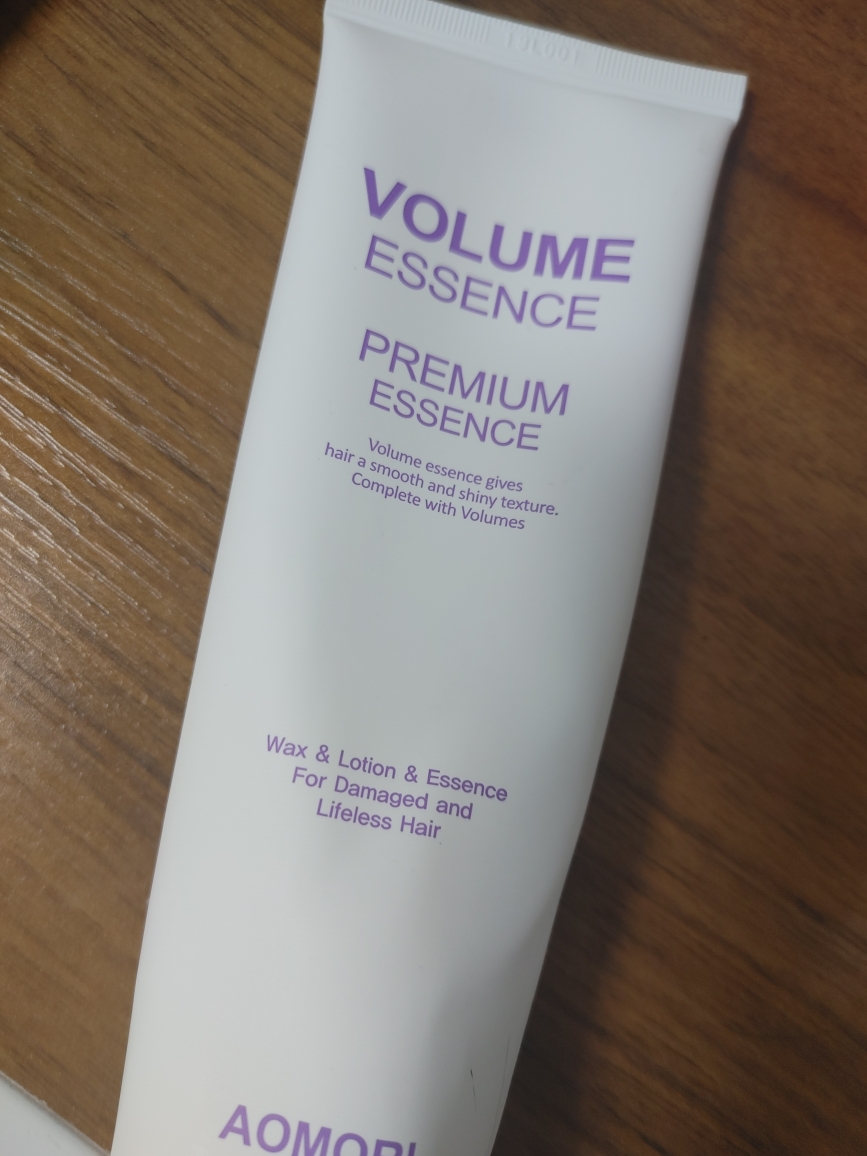 VOLUME
ESSENCE
PREMIUM
ESSENCE
Volume essence gives
hair a smooth and shiny texture.
Complete with Volumes
Wax & Lotion & Essence
For Damaged and
Lifeless Hair
AOMORI